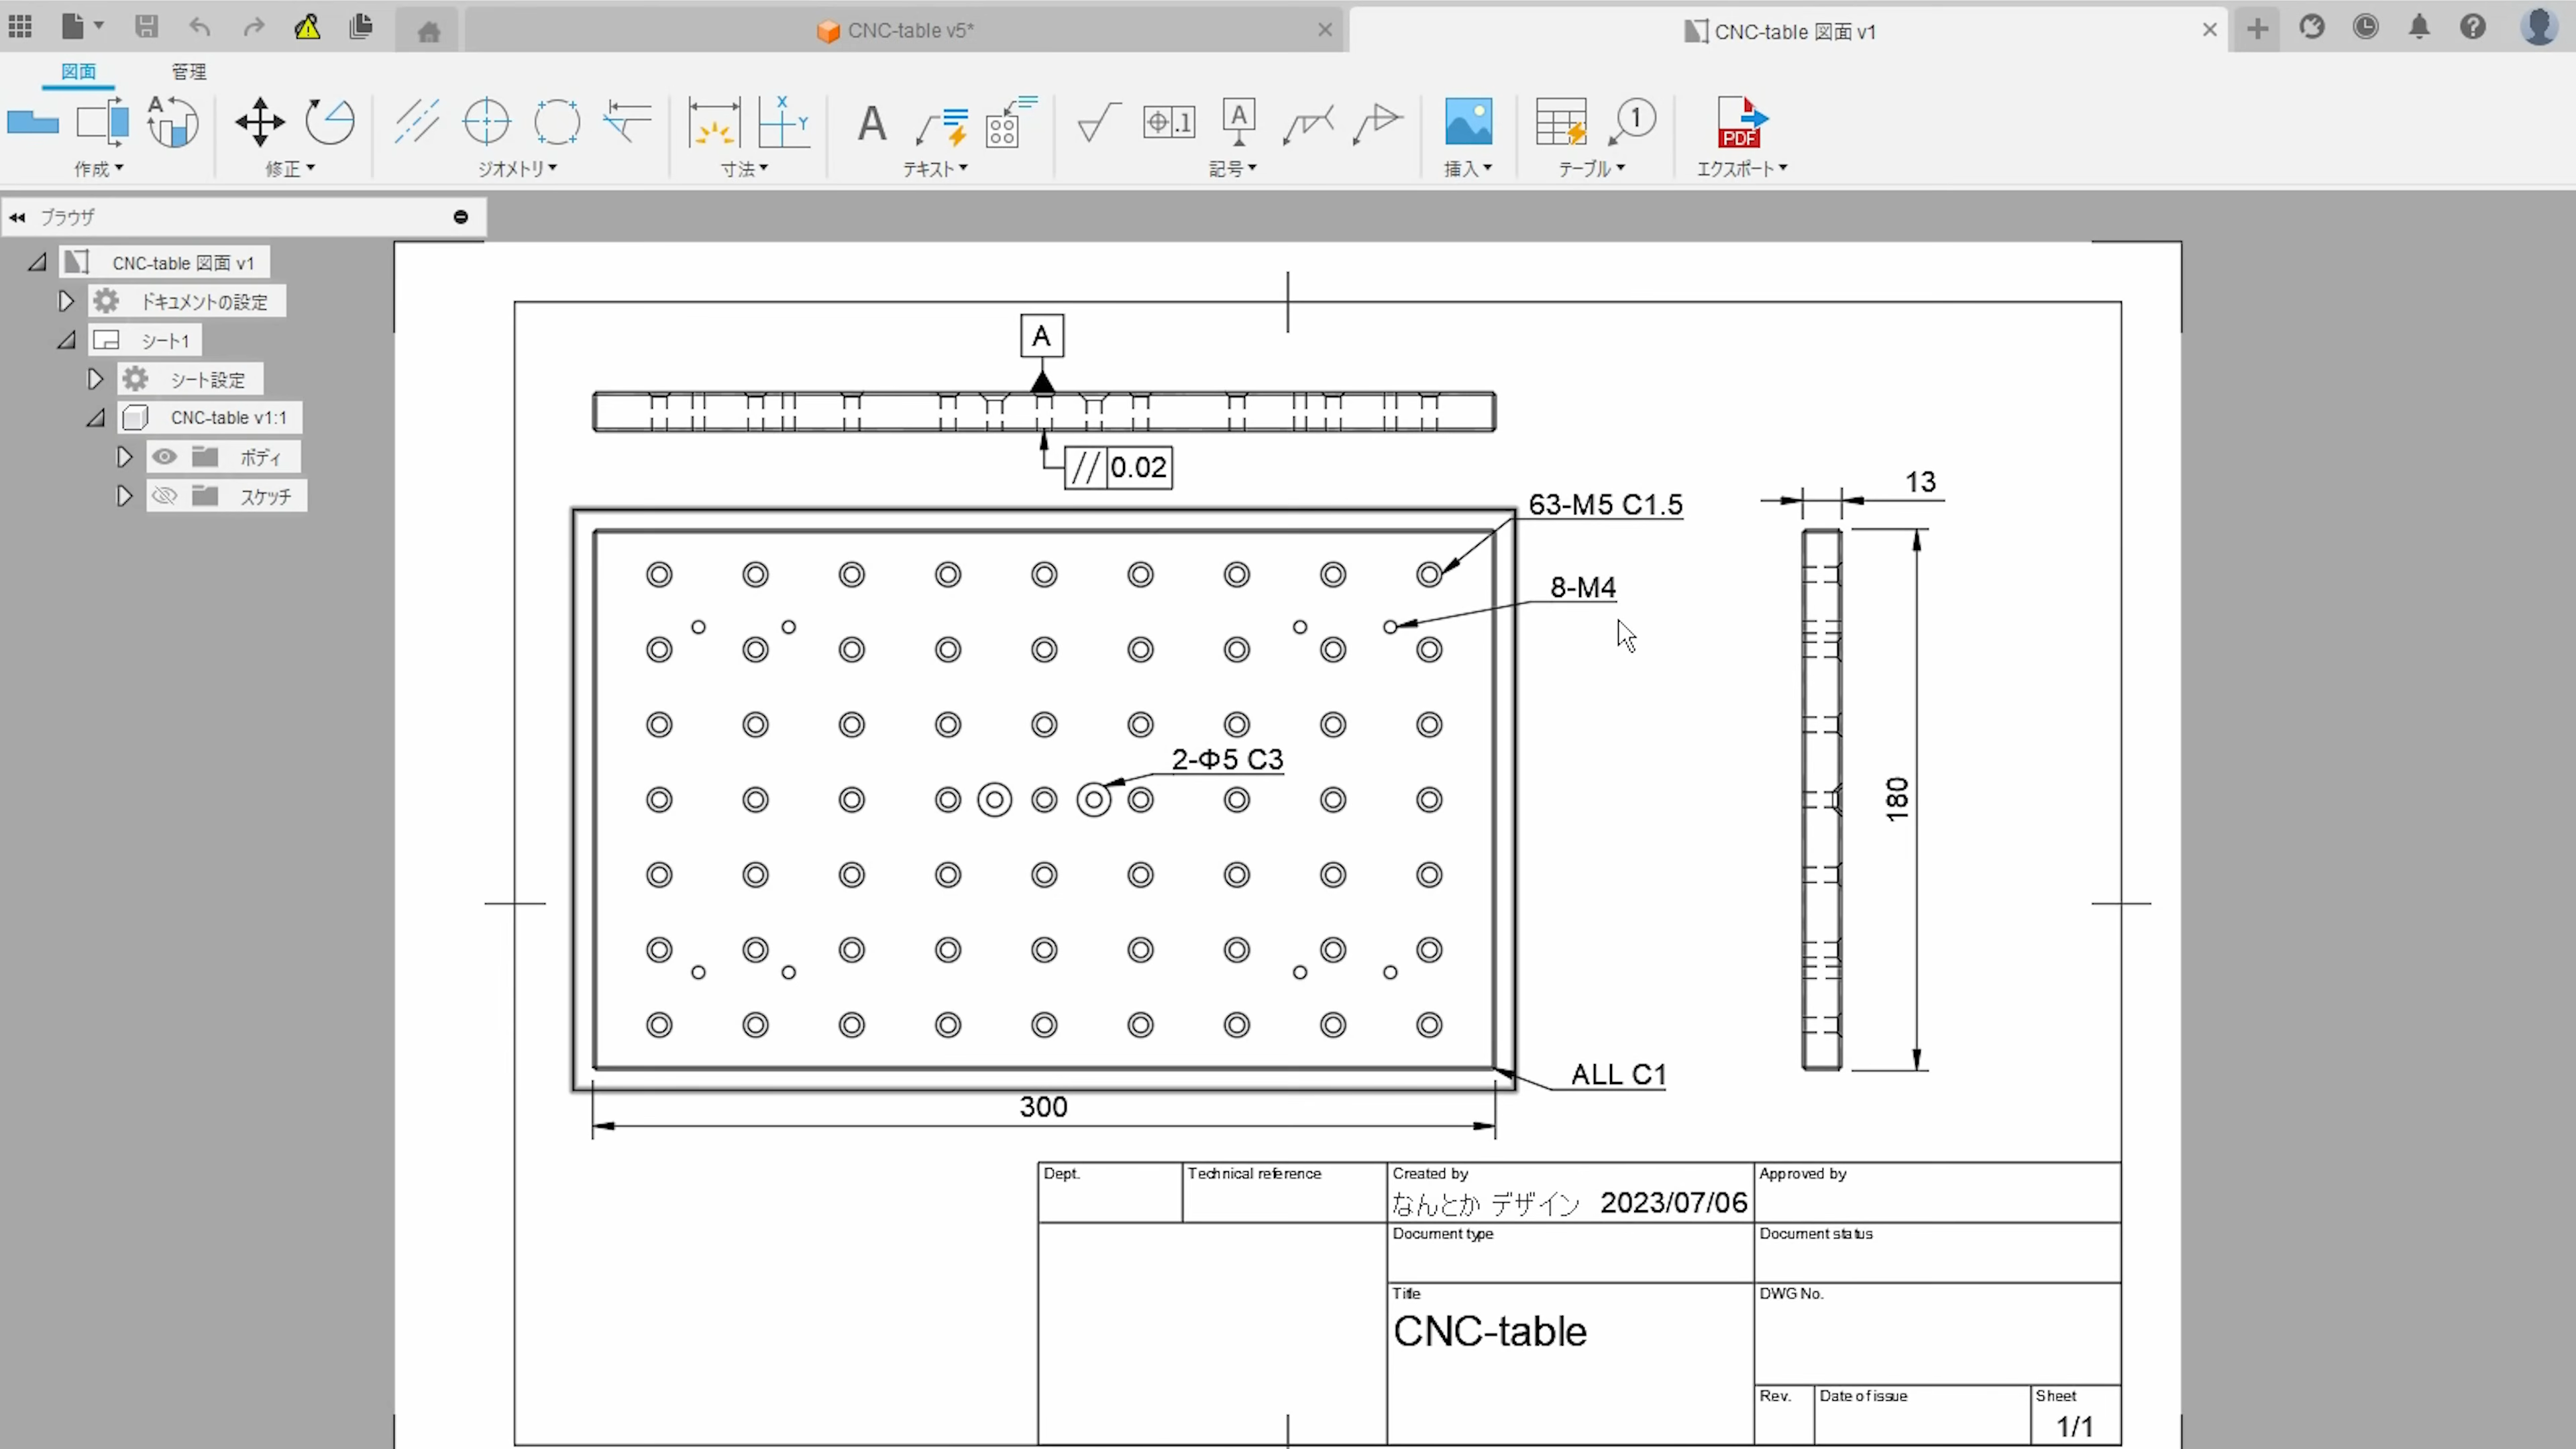 CNC-table v5*
CNC-table 図面 v1
図面
管理
作成
修正
ジオメトリ
寸法
テキスト
記号
挿入
テーブル
エクスポート
X
Y
A
A
.1
A
1
PDF
ブラウザ
CNC-table 図面 v1
ドキュメントの設定
シート1
シート設定
CNC-table v1:1
ボディ
スケッチ
A
// 0.02
63-M5 C1.5
8-M4
2-Φ5 C3
ALL C1
300
13
180
Dept.
Technical reference
Created by
なんとか デザイン 2023/07/06
Approved by
Document type
Document status
Title
CNC-table
DWG No.
Rev.
Date of issue
Sheet
1/1